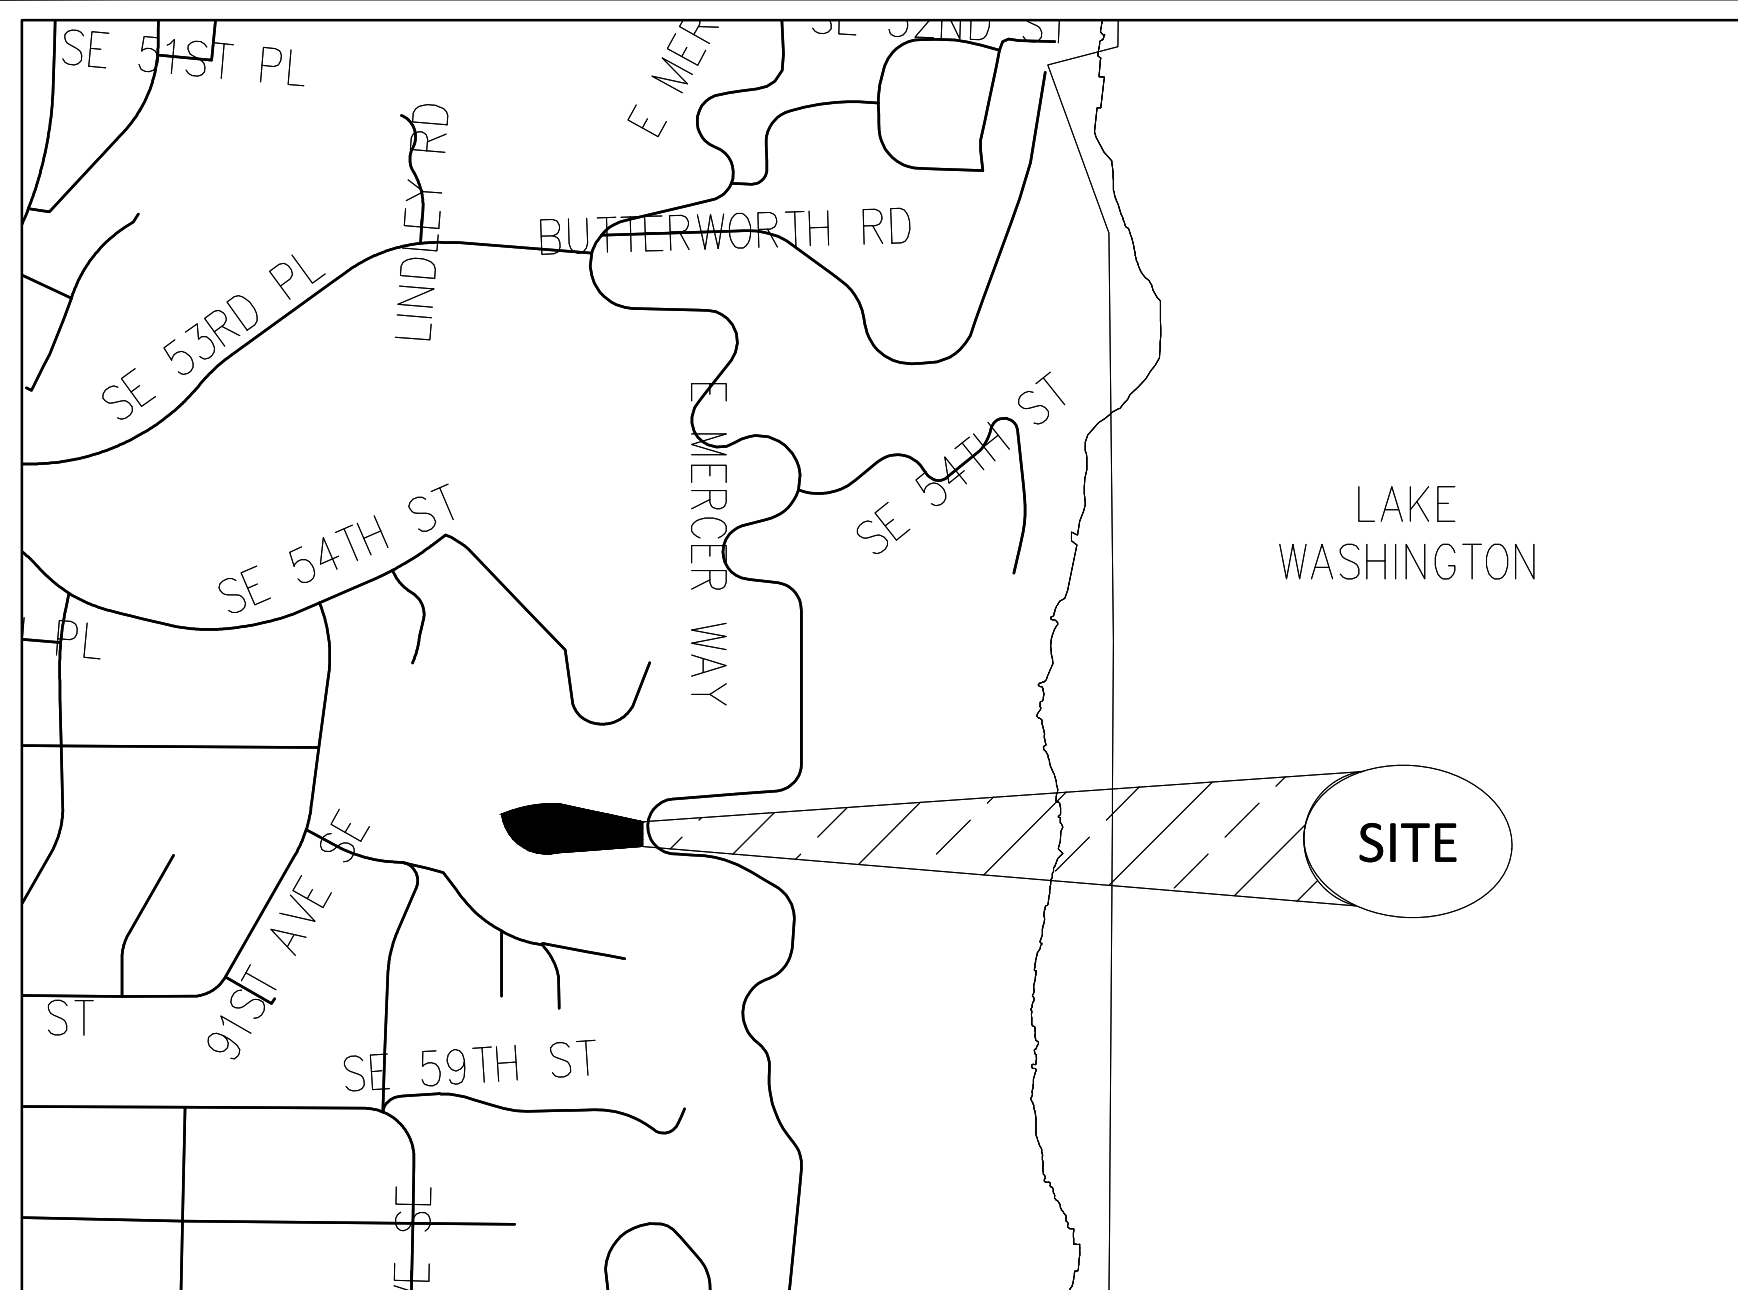 SE 51ST PL
E MER
SE 52ND ST
LINDLEY RD
BUTTERWORTH RD
SE 53RD PL
E MERCER WAY
SE 54TH ST
LAKE
WASHINGTON
SE 54TH ST
PL
SITE
91ST AVE SE
ST
SE 59TH ST
VE SE